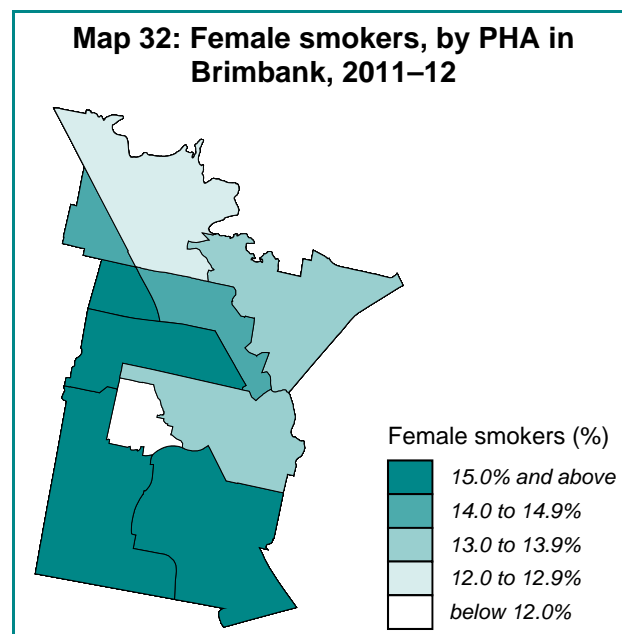 Map 32: Female smokers, by PHA in
Brimbank, 2011–12
Female smokers (%)
15.0% and above
14.0 to 14.9%
13.0 to 13.9%
12.0 to 12.9%
below 12.0%